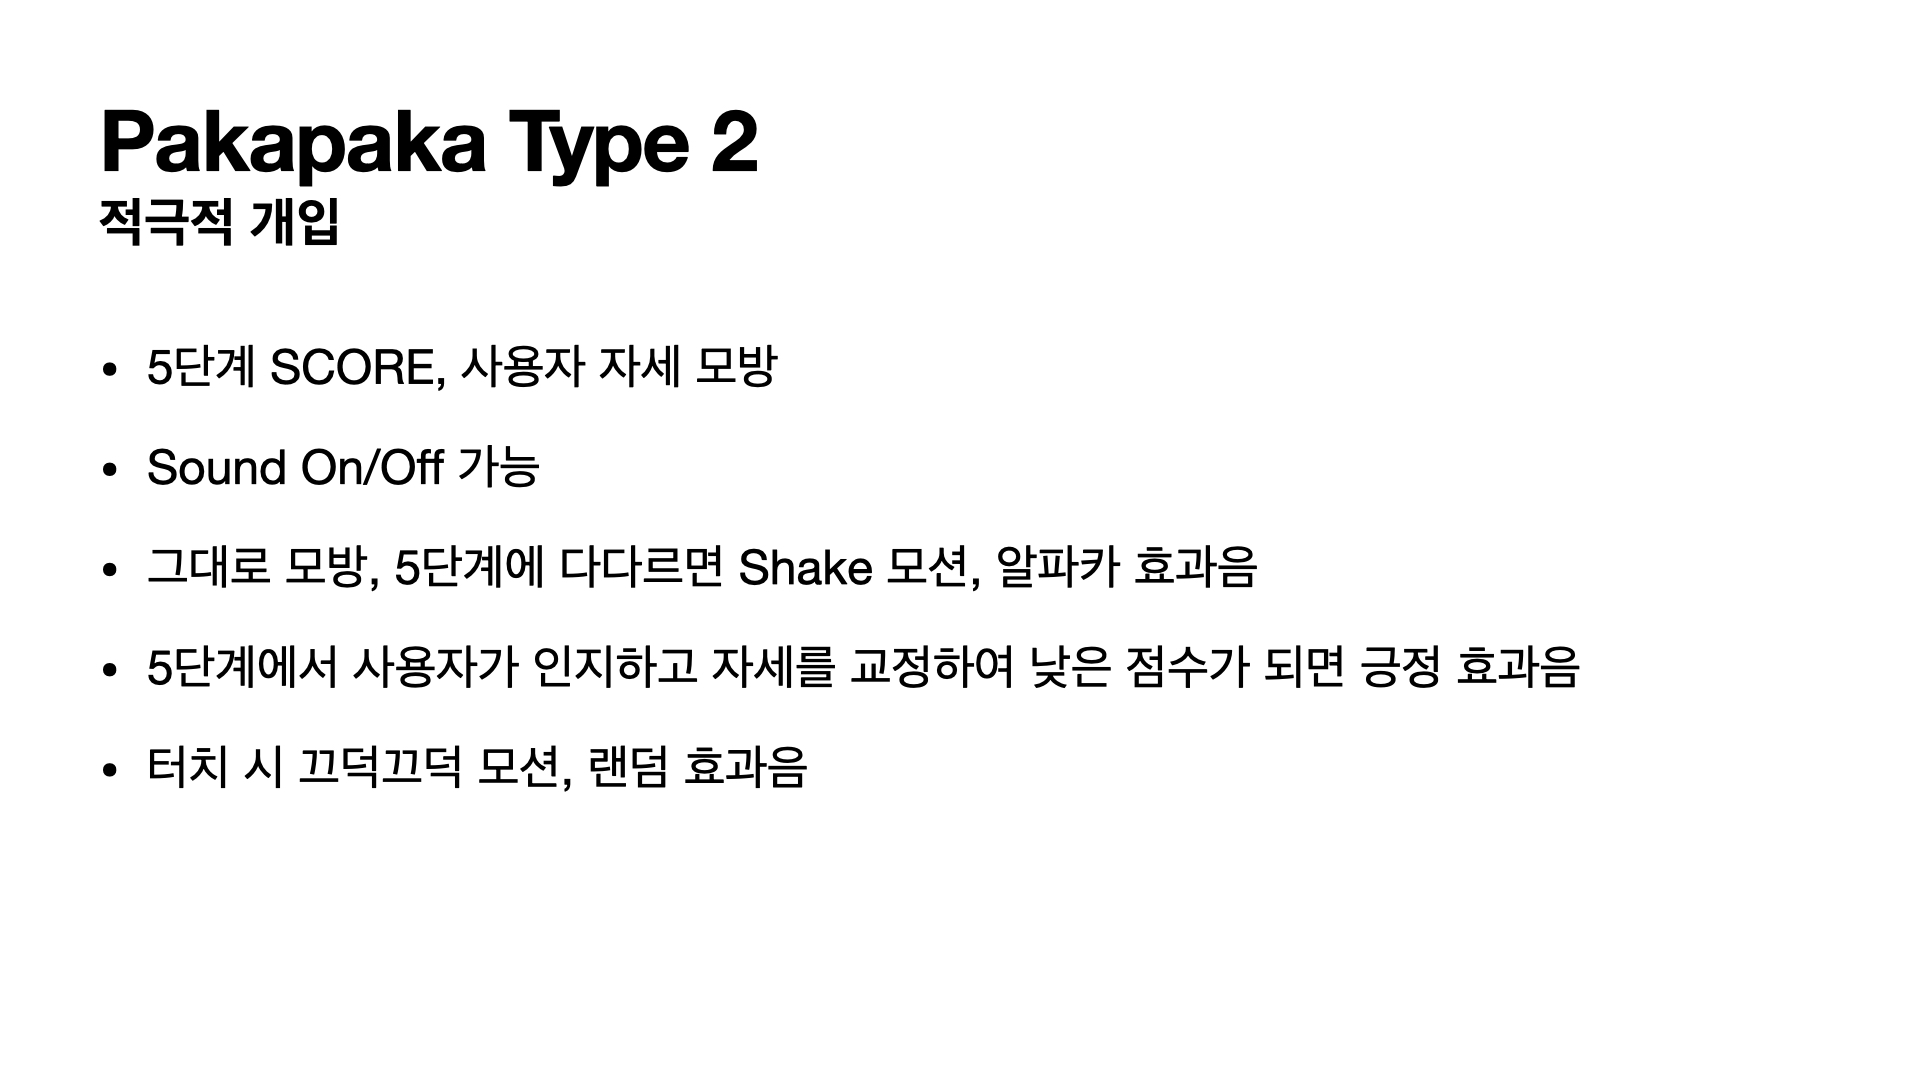 Pakapaka Type 2
적극적 개입
• 5단계 SCORE, 사용자 자세 모방
• Sound On/Off 가능
• 그대로 모방, 5단계에 다다르면 Shake 모션, 알파카 효과음
• 5단계에서 사용자가 인지하고 자세를 교정하여 낮은 점수가 되면 긍정 효과음
• 터치 시 끄덕끄덕 모션, 랜덤 효과음